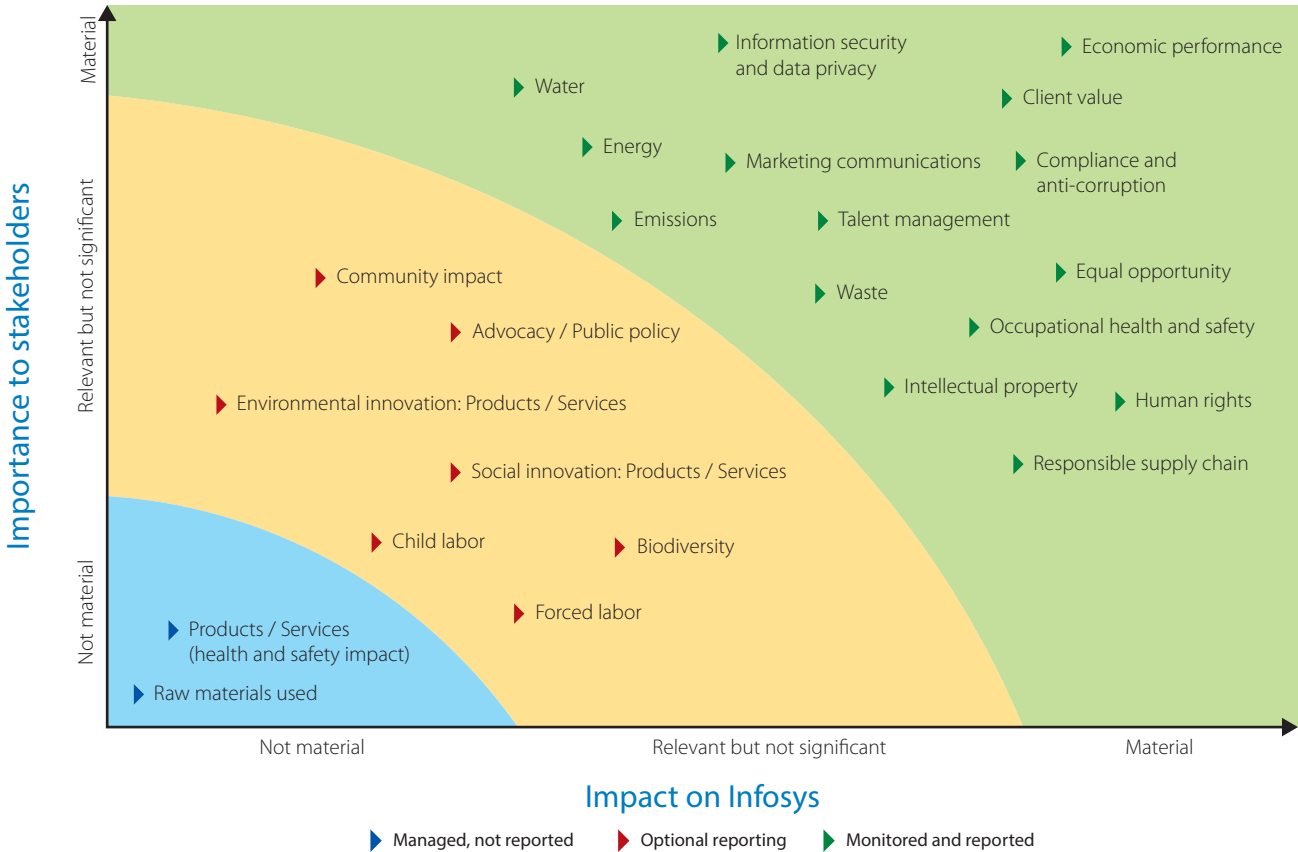 Importance to stakeholders
Material
Relevant but not significant
Not material
Information security
and data privacy
Economic performance
Water
Client value
Energy
Marketing communications
Compliance and
anti-corruption
Emissions
Talent management
Community impact
Equal opportunity
Waste
Advocacy / Public policy
Occupational health and safety
Intellectual property
Environmental innovation: Products / Services
Human rights
Social innovation: Products / Services
Responsible supply chain
Child labor
Biodiversity
Forced labor
Products / Services
(health and safety impact)
Raw materials used
Not material
Relevant but not significant
Material
Impact on Infosys
Managed, not reported
Optional reporting
Monitored and reported